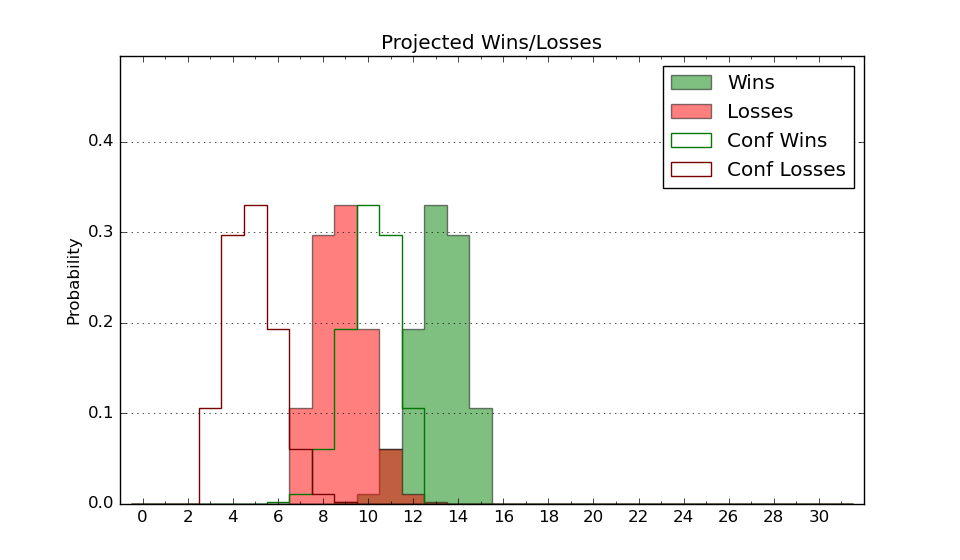 Projected Wins/Losses
Wins
Losses
Conf Wins
Conf Losses
Probability
0.4
0.3
0.2
0.1
0.0
0 2 4 6 8 10 12 14 16 18 20 22 24 26 28 30